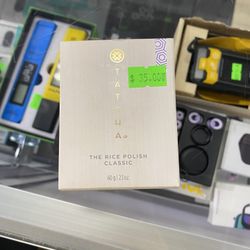 $ 35.00
TATCHA
THE RICE POLISH
CLASSIC
60 g / 2.1 oz